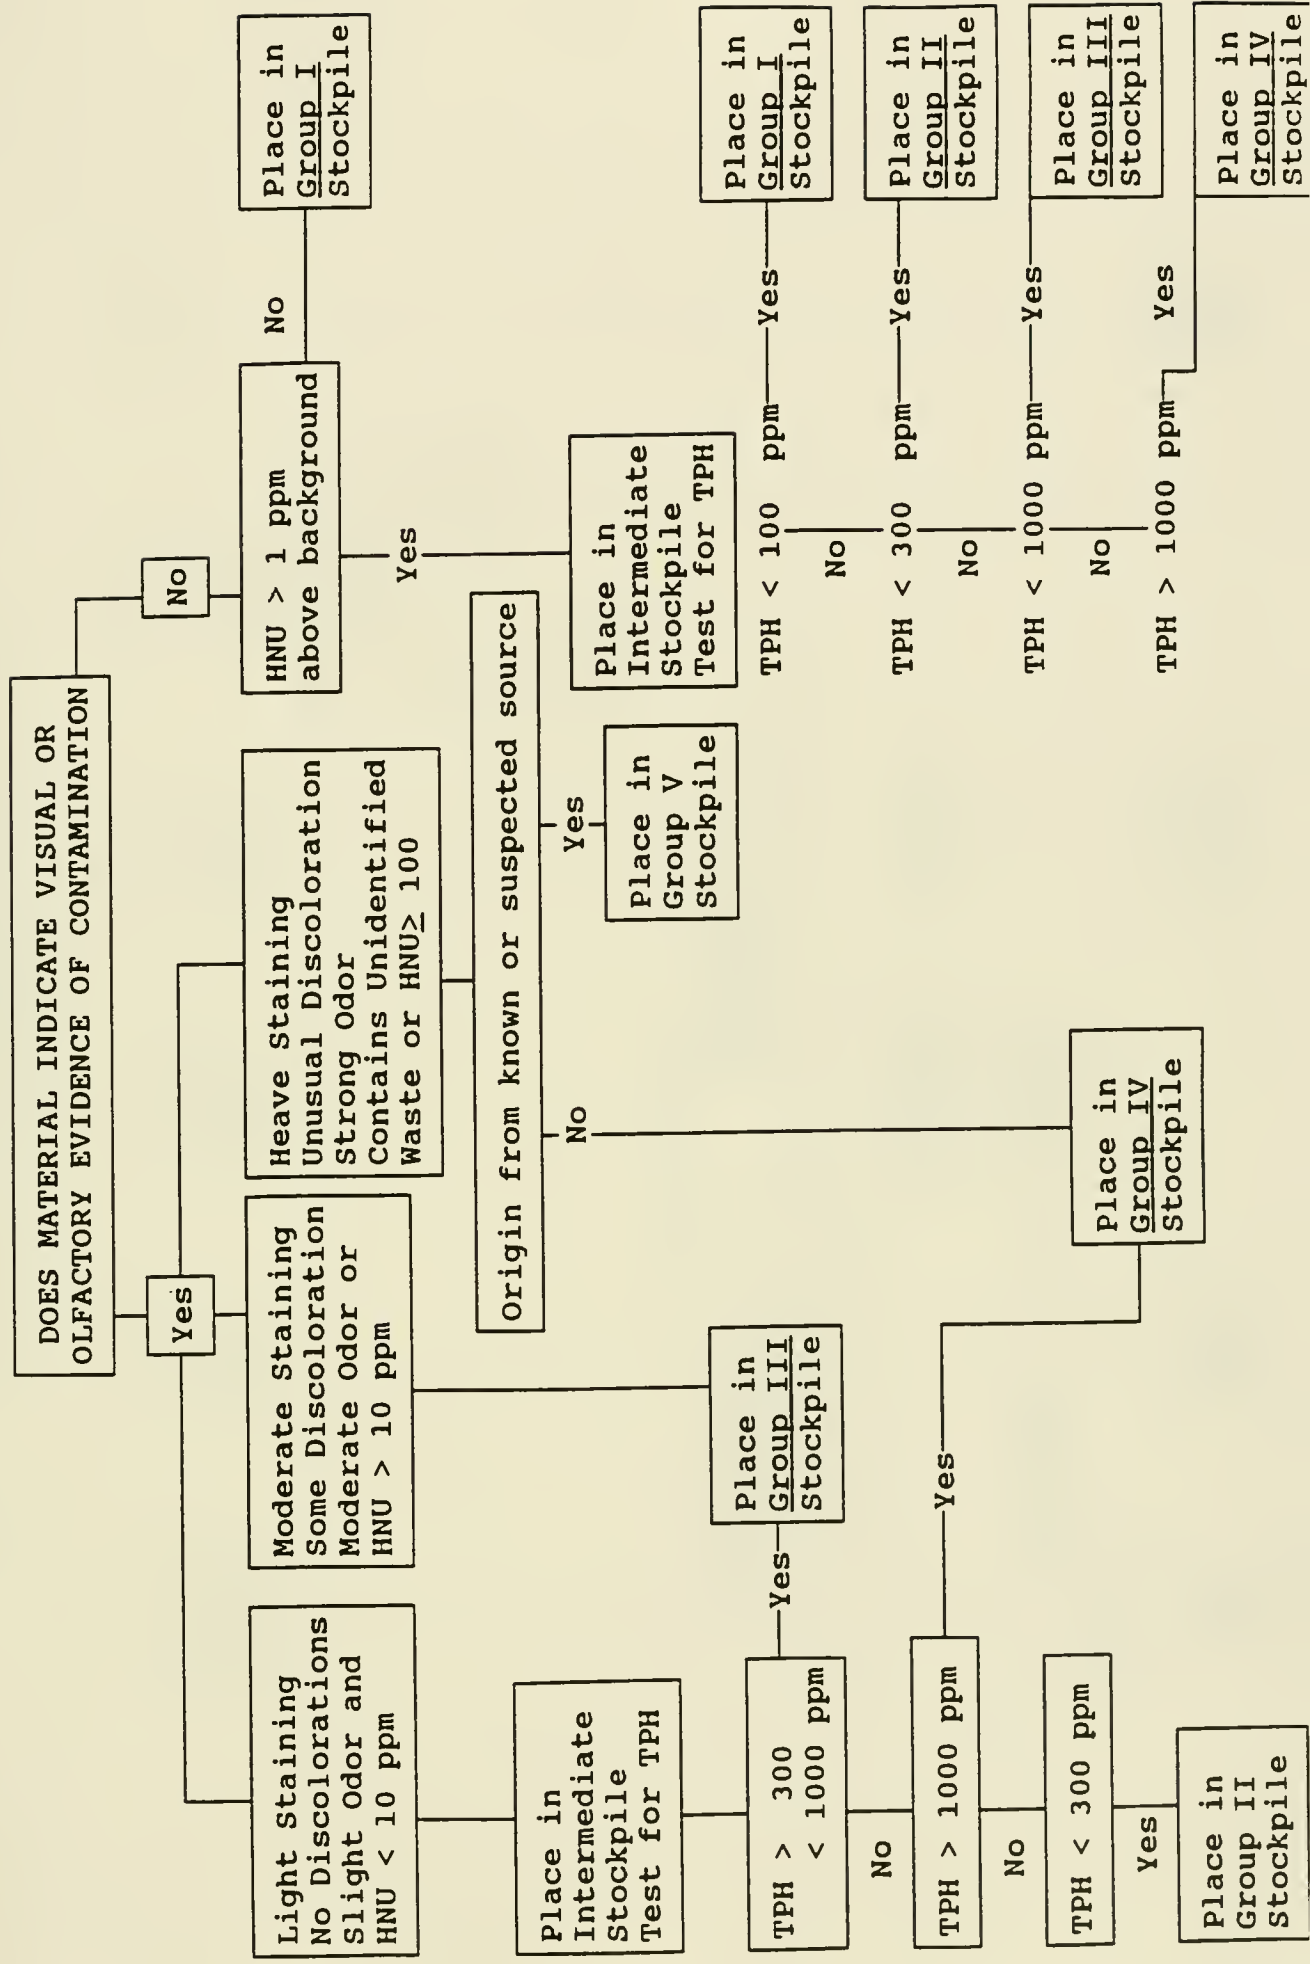 DOES MATERIAL INDICATE VISUAL OR
OLFACTORY EVIDENCE OF CONTAMINATION
Yes
No
Light Staining
No Discolorations
Slight Odor and
HNU < 10 ppm
Moderate Staining
Some Discoloration
Moderate Odor or
HNU > 10 ppm
Heave Staining
Unusual Discoloration
Strong Odor
Contains Unidentified
Waste or HNU≥ 100
HNU > 1 ppm
above background
No
Place in
Group I
Stockpile
Yes
Origin from known or suspected source
Place in
Intermediate
Stockpile
Test for TPH
Place in
Intermediate
Stockpile
Test for TPH
No
Yes
Place in
Group V
Stockpile
Place in
Group III
Stockpile
TPH > 300
< 1000 ppm
Yes
No
TPH > 1000 ppm
Yes
Place in
Group IV
Stockpile
No
TPH < 300 ppm
Yes
Place in
Group II
Stockpile
TPH < 100 ppm
Yes
Place in
Group I
Stockpile
No
TPH < 300 ppm
Yes
Place in
Group II
Stockpile
No
TPH < 1000 ppm
Yes
Place in
Group III
Stockpile
No
TPH > 1000 ppm
Yes
Place in
Group IV
Stockpile